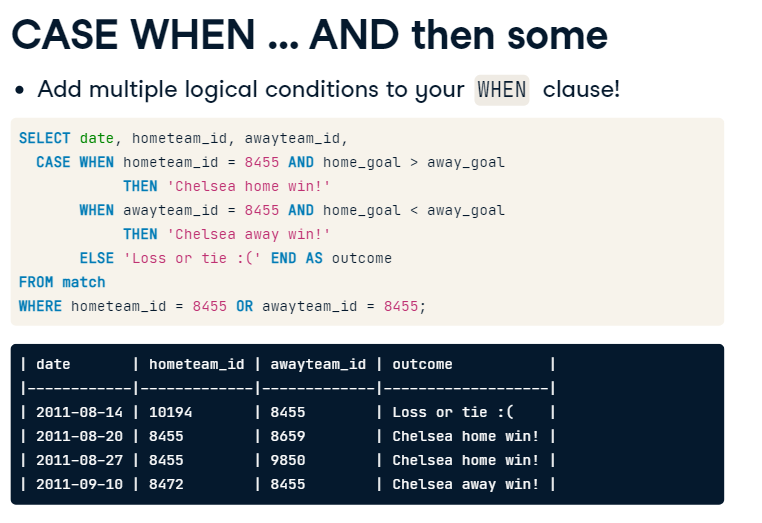 CASE WHEN ... AND then some
• Add multiple logical conditions to your WHEN clause!
SELECT date, hometeam_id, awayteam_id,
  CASE WHEN hometeam_id = 8455 AND home_goal > away_goal
            THEN 'Chelsea home win!'
       WHEN awayteam_id = 8455 AND home_goal < away_goal
            THEN 'Chelsea away win!'
       ELSE 'Loss or tie :(' END AS outcome
FROM match
WHERE hometeam_id = 8455 OR awayteam_id = 8455;
| date       | hometeam_id | awayteam_id | outcome           |
|------------|-------------|-------------|-------------------|
| 2011-08-14 | 10194       | 8455        | Loss or tie :(    |
| 2011-08-20 | 8455        | 8659        | Chelsea home win! |
| 2011-08-27 | 8455        | 9850        | Chelsea home win! |
| 2011-09-10 | 8472        | 8455        | Chelsea away win! |